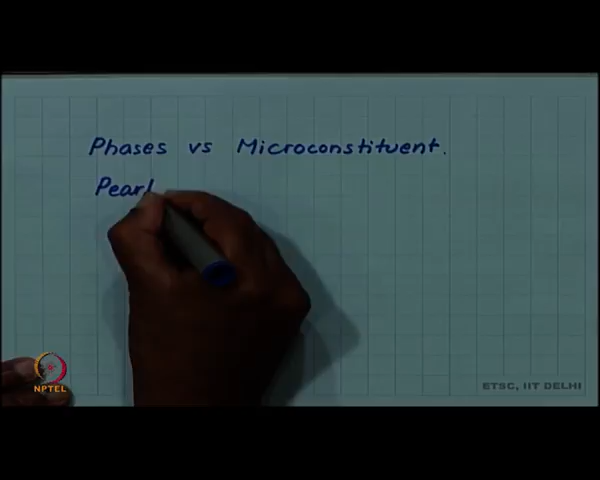 Phases vs Microconstituent.
Pearl
NPTEL
ETSC, IIT DELHI